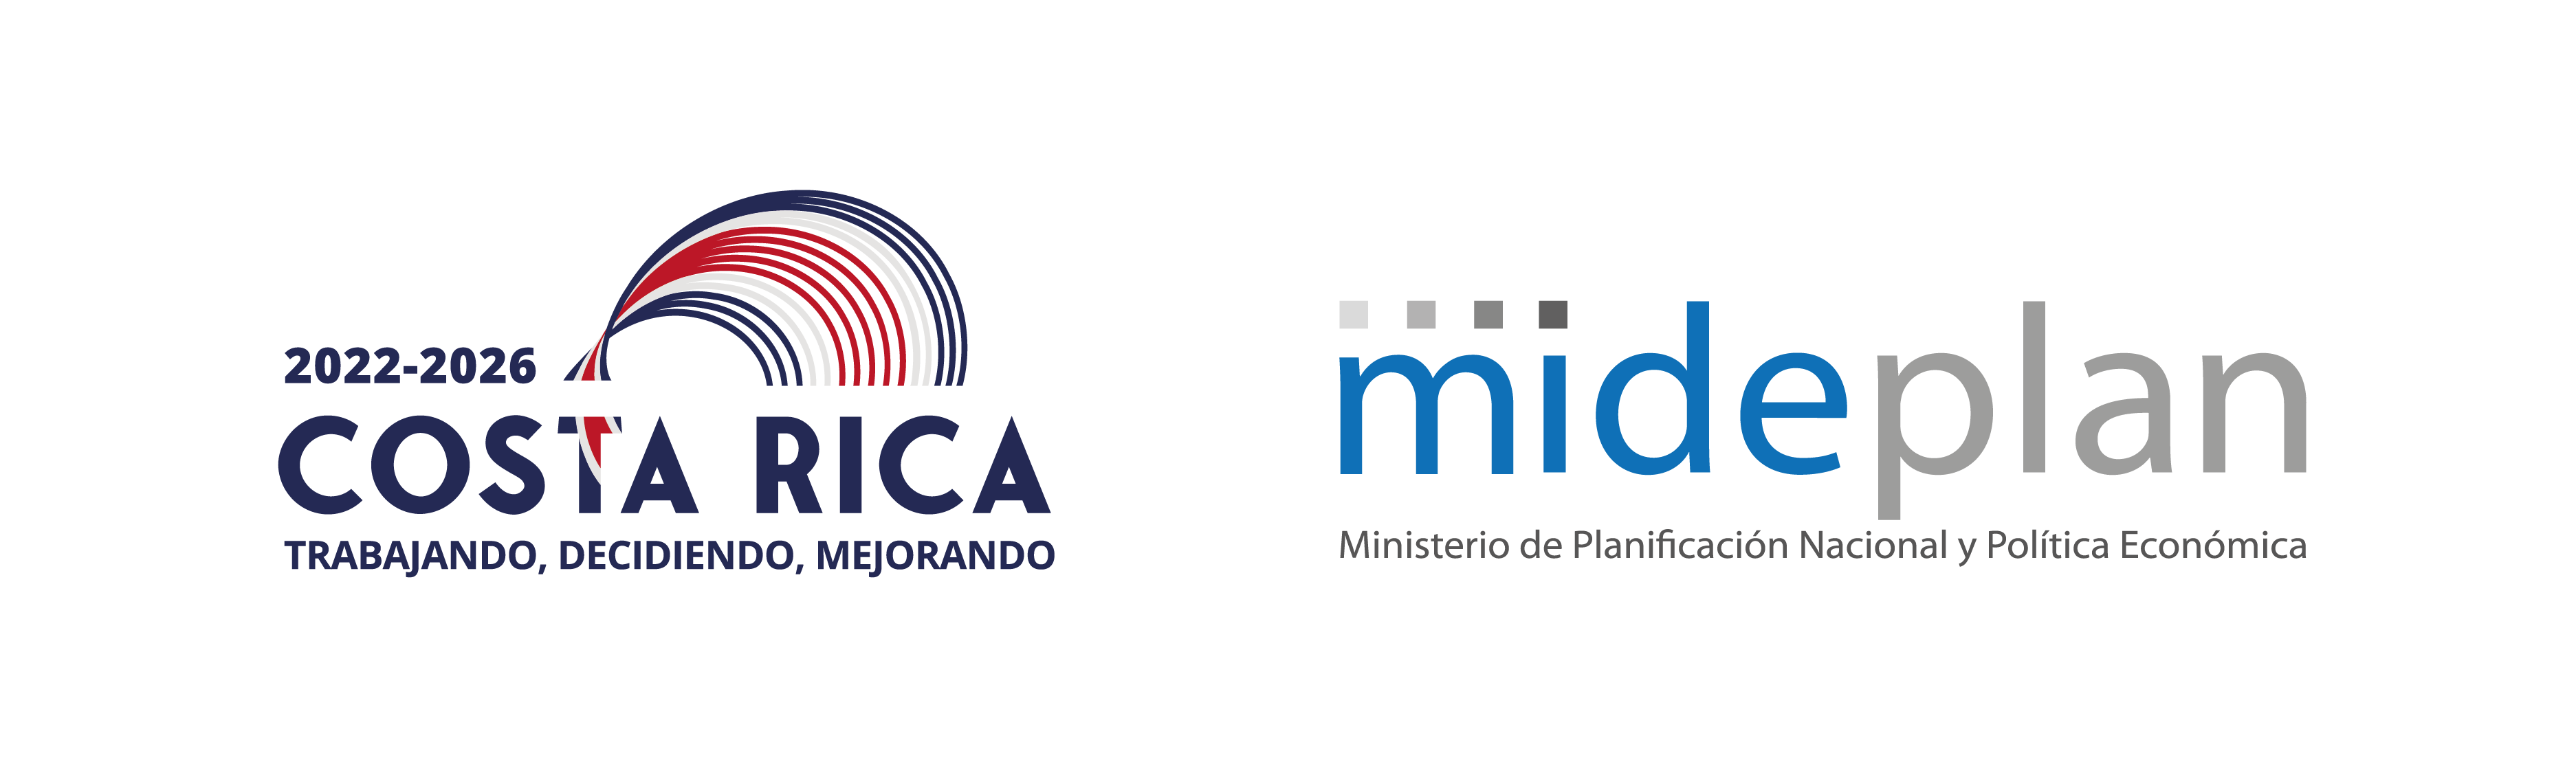 2022-2026
COSTA RICA
TRABAJANDO, DECIDIENDO, MEJORANDO
mideplan
Ministerio de Planificación Nacional y Política Económica